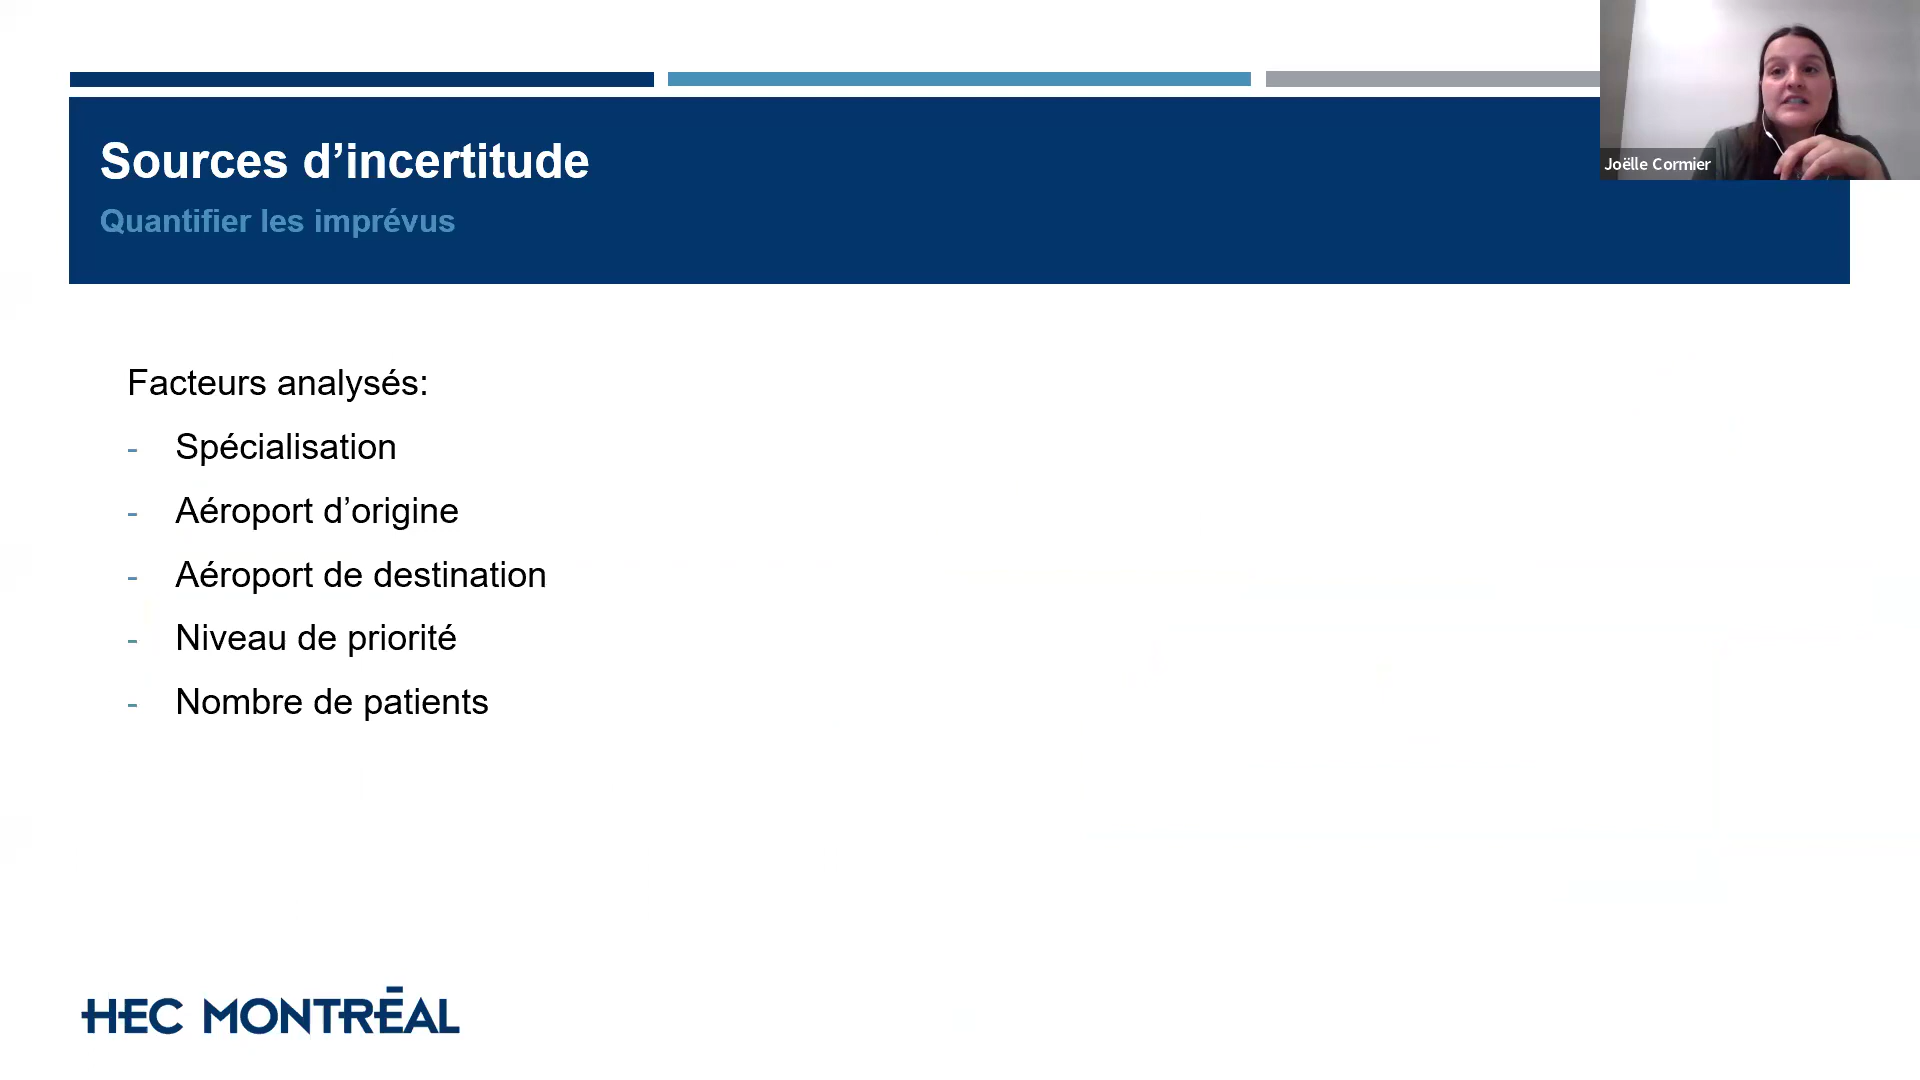 Joëlle Cormier
Sources d’incertitude
Quantifier les imprévus
Facteurs analysés:
- Spécialisation
- Aéroport d’origine
- Aéroport de destination
- Niveau de priorité
- Nombre de patients
HEC MONTRÉAL